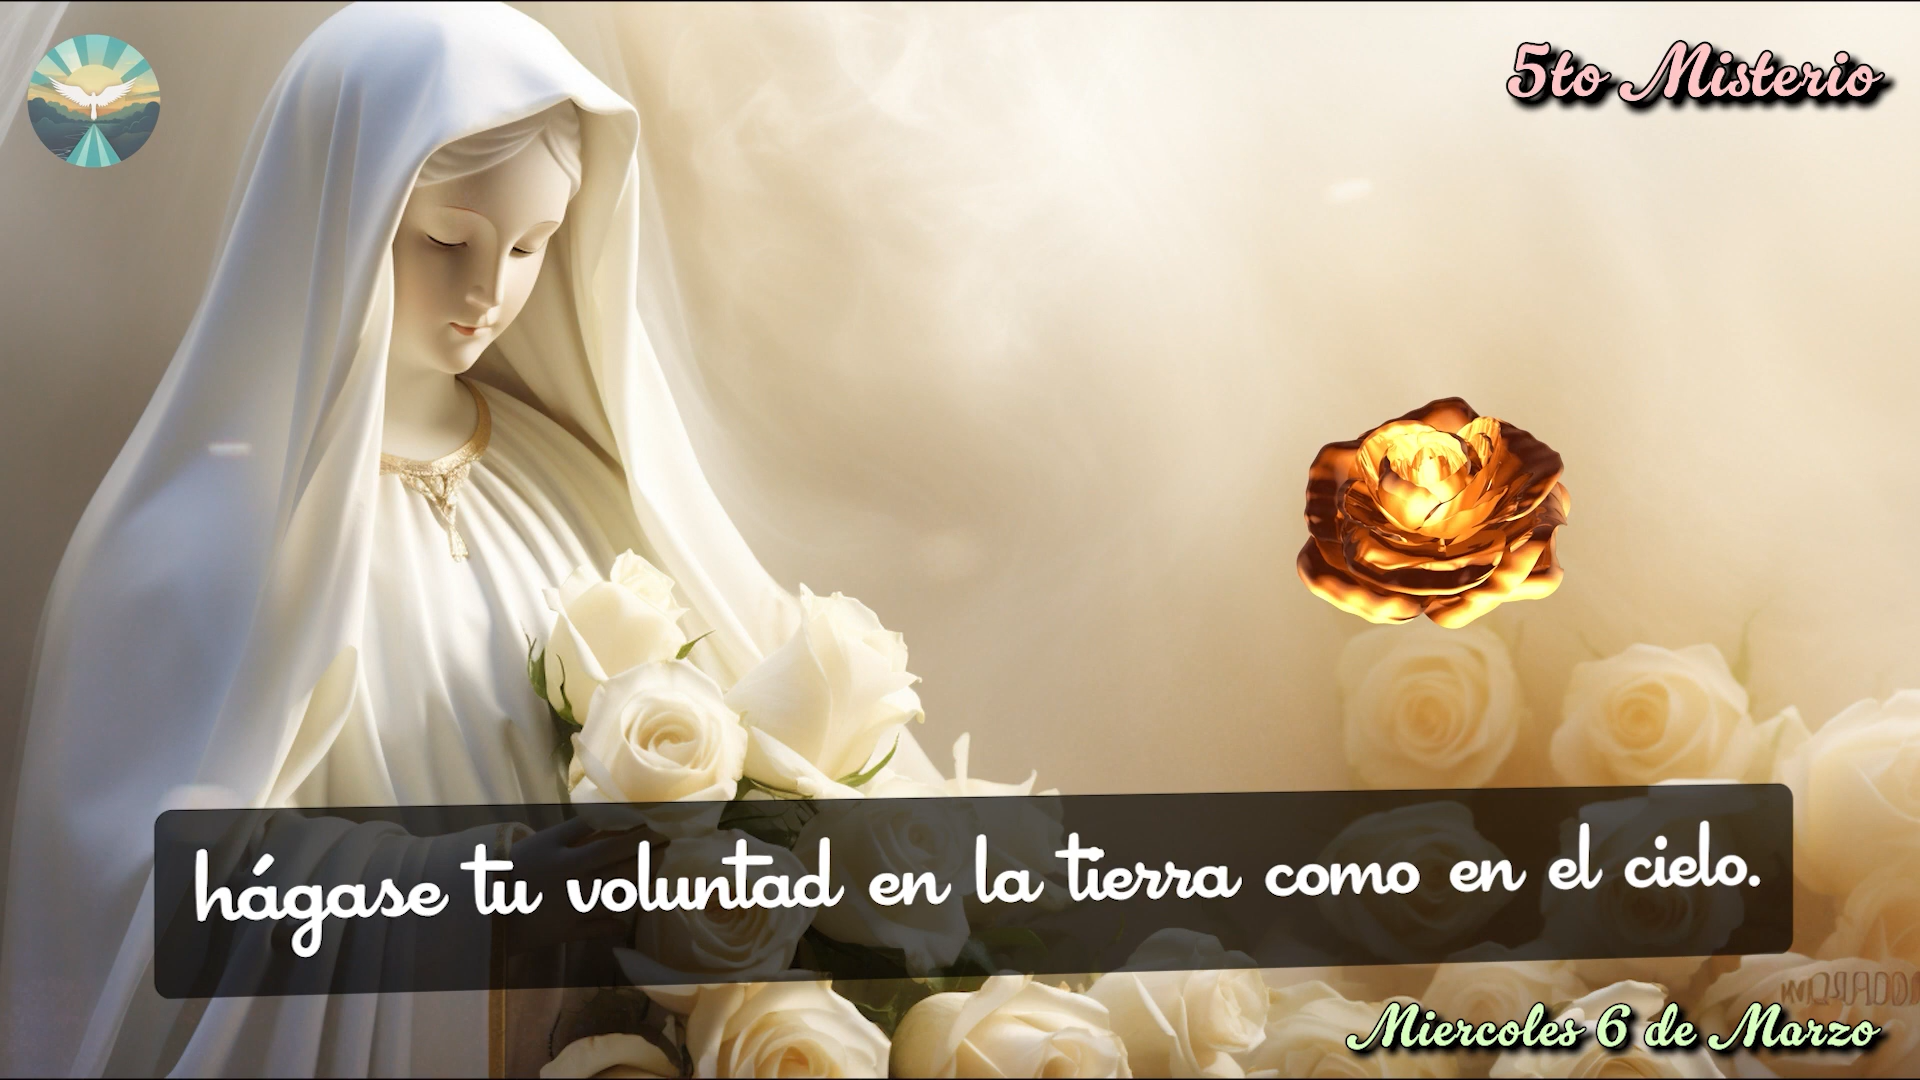 5to Misterio
hágase tu voluntad en la tierra como en el cielo.
Miercoles 6 de Marzo